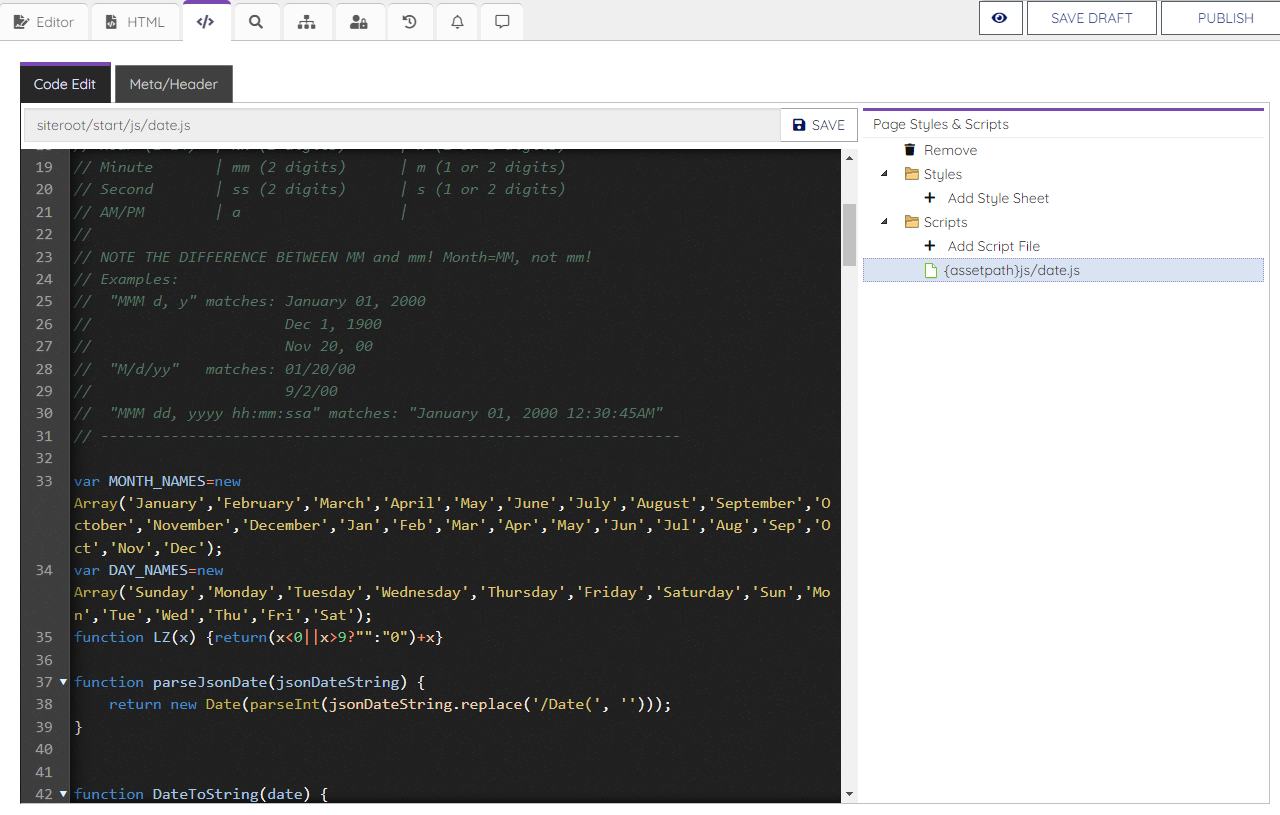 Editor HTML </> SAVE DRAFT PUBLISH
Code Edit Meta/Header
siteroot/start/js/date.js SAVE
19 // Minute | mm (2 digits) | m (1 or 2 digits)
20 // Second | ss (2 digits) | s (1 or 2 digits)
21 // AM/PM | a |
22 //
23 // NOTE THE DIFFERENCE BETWEEN MM and mm! Month=MM, not mm!
24 // Examples:
25 // "MMM d, y" matches: January 01, 2000
26 // Dec 1, 1900
27 // Nov 20, 00
28 // "M/d/yy" matches: 01/20/00
29 // 9/2/00
30 // "MMM dd, yyyy hh:mm:ssa" matches: "January 01, 2000 12:30:45AM"
31 // ------------------------------------------------------------------
32
33 var MONTH_NAMES=new
Array('January','February','March','April','May','June','July','August','September','O
ctober','November','December','Jan','Feb','Mar','Apr','May','Jun','Jul','Aug','Sep','O
ct','Nov','Dec');
34 var DAY_NAMES=new
Array('Sunday','Monday','Tuesday','Wednesday','Thursday','Friday','Saturday','Sun','Mo
n','Tue','Wed','Thu','Fri','Sat');
35 function LZ(x) {return(x<0||x>9?"":"0")+x}
36
37 function parseJsonDate(jsonDateString) {
38 return new Date(parseInt(jsonDateString.replace('/Date(', '')));
39 }
40
41
42 function DateToString(date) {
Page Styles & Scripts
Remove
Styles
+ Add Style Sheet
Scripts
+ Add Script File
{assetpath}js/date.js